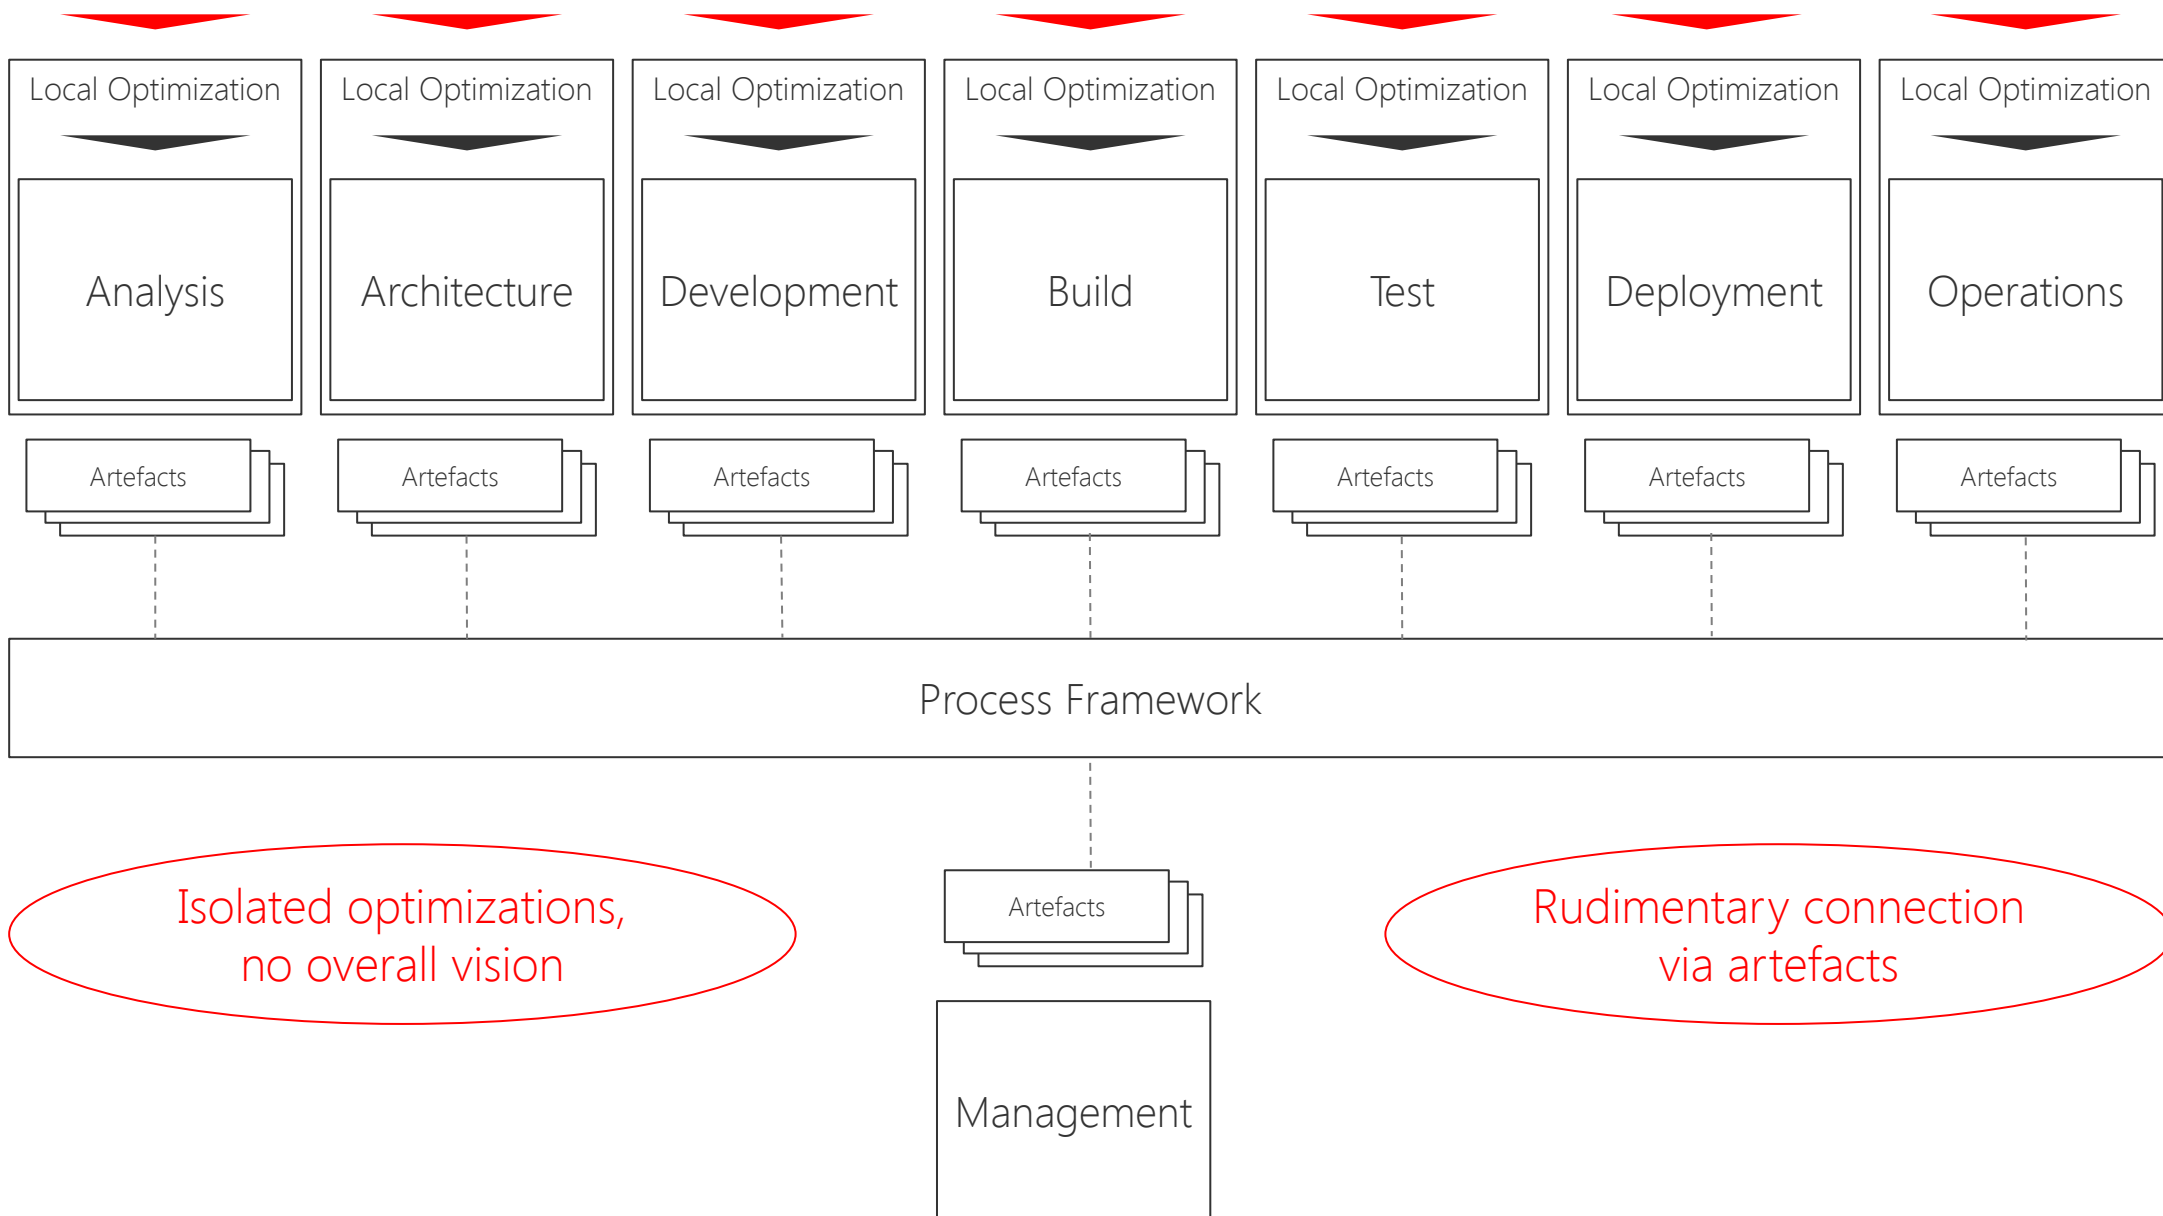 Local Optimization
Local Optimization
Local Optimization
Local Optimization
Local Optimization
Local Optimization
Local Optimization
Analysis
Architecture
Development
Build
Test
Deployment
Operations
Artefacts
Artefacts
Artefacts
Artefacts
Artefacts
Artefacts
Artefacts
Process Framework
Isolated optimizations,
no overall vision
Artefacts
Rudimentary connection
via artefacts
Management